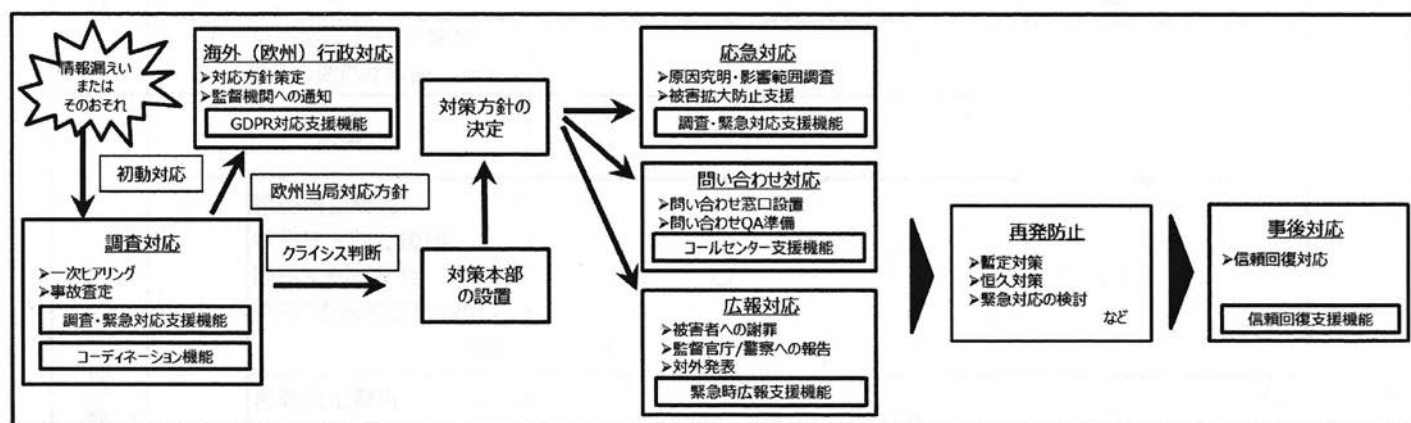 情報漏えい
または
そのおそれ
初動対応
海外（欧州）行政対応
➢対応方針策定
➢監督機関への通知
GDPR対応支援機能
欧州当局対応方針
調査対応
➢一次ヒアリング
➢事故査定
調査・緊急対応支援機能
コーディネーション機能
クライシス判断
対策本部
の設置
対策方針の
決定
応急対応
➢原因究明・影響範囲調査
➢被害拡大防止支援
調査・緊急対応支援機能
問い合わせ対応
➢問い合わせ窓口設置
➢問い合わせQA準備
コールセンター支援機能
広報対応
➢被害者への謝罪
➢監督官庁/警察への報告
➢対外発表
緊急時広報支援機能
再発防止
➢暫定対策
➢恒久対策
➢緊急対応の検討
など
事後対応
➢信頼回復対応
信頼回復支援機能